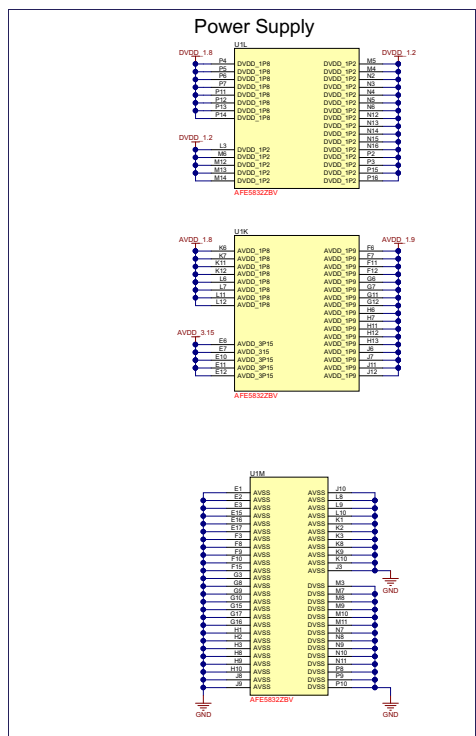 Power Supply
U1L
DVDD_1.8 DVDD_1.2
P4 DVDD_1P8 DVDD_1P2 M5
P5 DVDD_1P8 DVDD_1P2 M4
P6 DVDD_1P8 DVDD_1P2 N2
P7 DVDD_1P8 DVDD_1P2 N3
P11 DVDD_1P8 DVDD_1P2 N4
P12 DVDD_1P8 DVDD_1P2 N5
P13 DVDD_1P8 DVDD_1P2 N6
P14 DVDD_1P8 DVDD_1P2 N12
DVDD_1P2 N13
DVDD_1P2 N14
DVDD_1.2 DVDD_1P2 N15
L3 DVDD_1P2 DVDD_1P2 N16
M6 DVDD_1P2 DVDD_1P2 P2
M12 DVDD_1P2 DVDD_1P2 P3
M13 DVDD_1P2 DVDD_1P2 P15
M14 DVDD_1P2 DVDD_1P2 P16
AFE5832ZBV
U1K
AVDD_1.8 AVDD_1.9
K6 AVDD_1P8 AVDD_1P9 F6
K7 AVDD_1P8 AVDD_1P9 F7
K11 AVDD_1P8 AVDD_1P9 F11
K12 AVDD_1P8 AVDD_1P9 F12
L6 AVDD_1P8 AVDD_1P9 G6
L7 AVDD_1P8 AVDD_1P9 G7
L11 AVDD_1P8 AVDD_1P9 G11
L12 AVDD_1P8 AVDD_1P9 G12
AVDD_1P9 H6
AVDD_1P9 H7
AVDD_1P9 H11
AVDD_3.15 AVDD_1P9 H12
E6 AVDD_3P15 AVDD_1P9 H13
E7 AVDD_315 AVDD_1P9 J6
E10 AVDD_3P15 AVDD_1P9 J7
E11 AVDD_3P15 AVDD_1P9 J11
E12 AVDD_3P15 AVDD_1P9 J12
AFE5832ZBV
U1M
E1 AVSS AVSS J10
E2 AVSS AVSS L8
E3 AVSS AVSS L9
E15 AVSS AVSS L10
E16 AVSS AVSS K1
E17 AVSS AVSS K2
F3 AVSS AVSS K3
F8 AVSS AVSS K8
F9 AVSS AVSS K9
F10 AVSS AVSS K10
F15 AVSS AVSS J3
G3 AVSS
G8 AVSS DVSS M3
G9 AVSS DVSS M7
G10 AVSS DVSS M8
G15 AVSS DVSS M9
G17 AVSS DVSS M10
G16 AVSS DVSS M11
H1 AVSS DVSS N7
H2 AVSS DVSS N8
H3 AVSS DVSS N9
H8 AVSS DVSS N10
H9 AVSS DVSS N11
H10 AVSS DVSS P8
J8 AVSS DVSS P9
J9 AVSS DVSS P10
GND
AFE5832ZBV
GND
GND